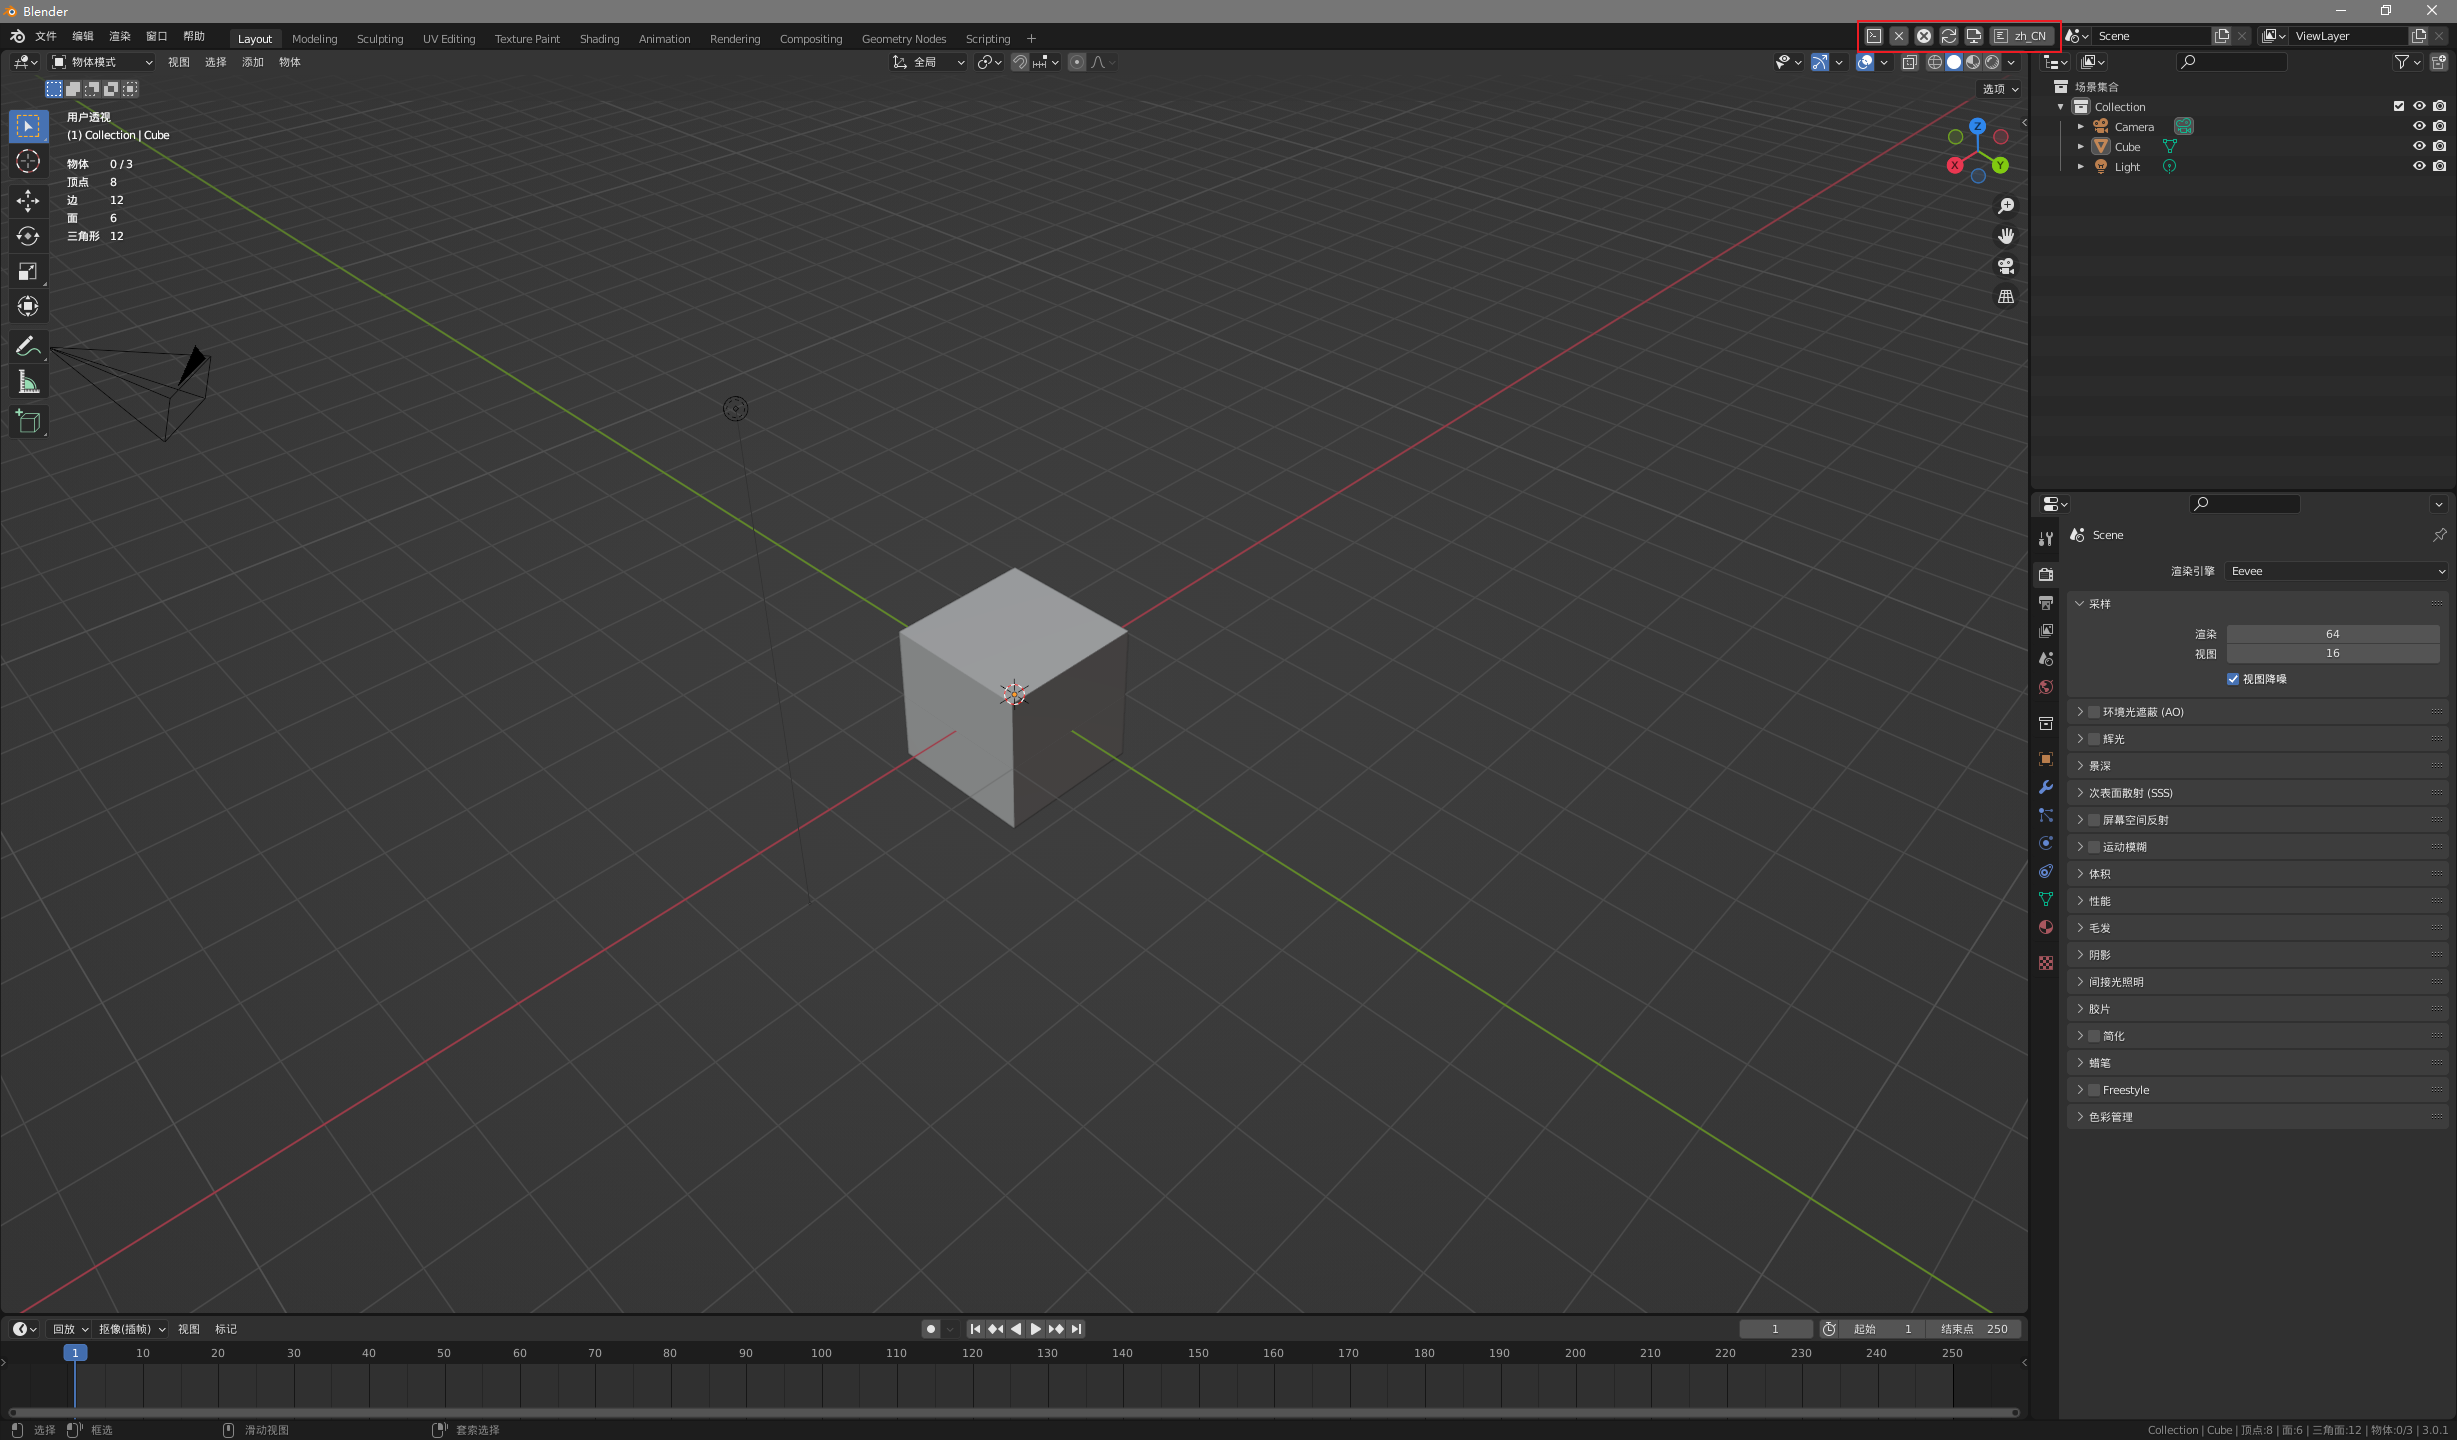 Blender
文件 编辑 渲染 窗口 帮助 Layout Modeling Sculpting UV Editing Texture Paint Shading Animation Rendering Compositing Geometry Nodes Scripting + zh_CN Scene ViewLayer
物体模式 视图 选择 添加 物体 全局
选项
用户透视
(1) Collection | Cube
物体 0 / 3
顶点 8
边 12
面 6
三角形 12
Z
X Y
场景集合
Collection
Camera
Cube
Light
Scene
渲染引擎 Eevee
采样
渲染 64
视图 16
视图降噪
环境光遮蔽 (AO)
辉光
景深
次表面散射 (SSS)
屏幕空间反射
运动模糊
体积
性能
毛发
阴影
间接光照明
胶片
简化
蜡笔
Freestyle
色彩管理
回放 抠像(插帧) 视图 标记 1 起始 1 结束点 250
1 10 20 30 40 50 60 70 80 90 100 110 120 130 140 150 160 170 180 190 200 210 220 230 240 250
选择 框选 滑动视图 套索选择 Collection | Cube | 顶点:8 | 面:6 | 三角面:12 | 物体:0/3 | 3.0.1